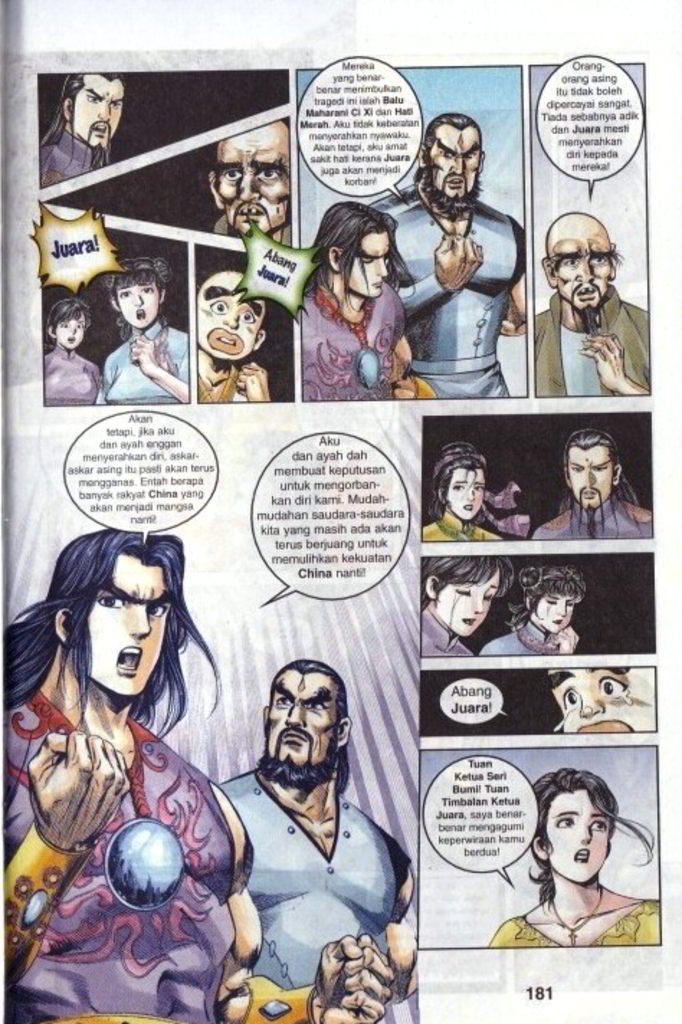 Juara!
Abang
Juara!
Mereka
yang benar-
benar menimbulkan
tragedi ini ialah Balu
Maharani Ci Xi dan Hati
Merah. Aku tidak keberatan
menyerahkan nyawaku.
Akan tetapi, aku amat
sakit hati kerana Juara
juga akan menjadi
korban!
Orang-
orang asing
itu tidak boleh
dipercayai sangat.
Tiada sebabnya adik
dan Juara mesti
menyerahkan
diri kepada
mereka!
Akan
tetapi, jika aku
dan ayah enggan
menyerahkan diri, askar-
askar asing itu pasti akan terus
mengganas. Entah berapa
banyak rakyat China yang
akan menjadi mangsa
nanti!
Aku
dan ayah dah
membuat keputusan
untuk mengorban-
kan diri kami. Mudah-
mudahan saudara-saudara
kita yang masih ada akan
terus berjuang untuk
memulihkan kekuatan
China nanti!
Abang
Juara!
Tuan
Ketua Seri
Bumi! Tuan
Timbalan Ketua
Juara, saya benar-
benar mengagumi
keperwiraan kamu
berdua!
181